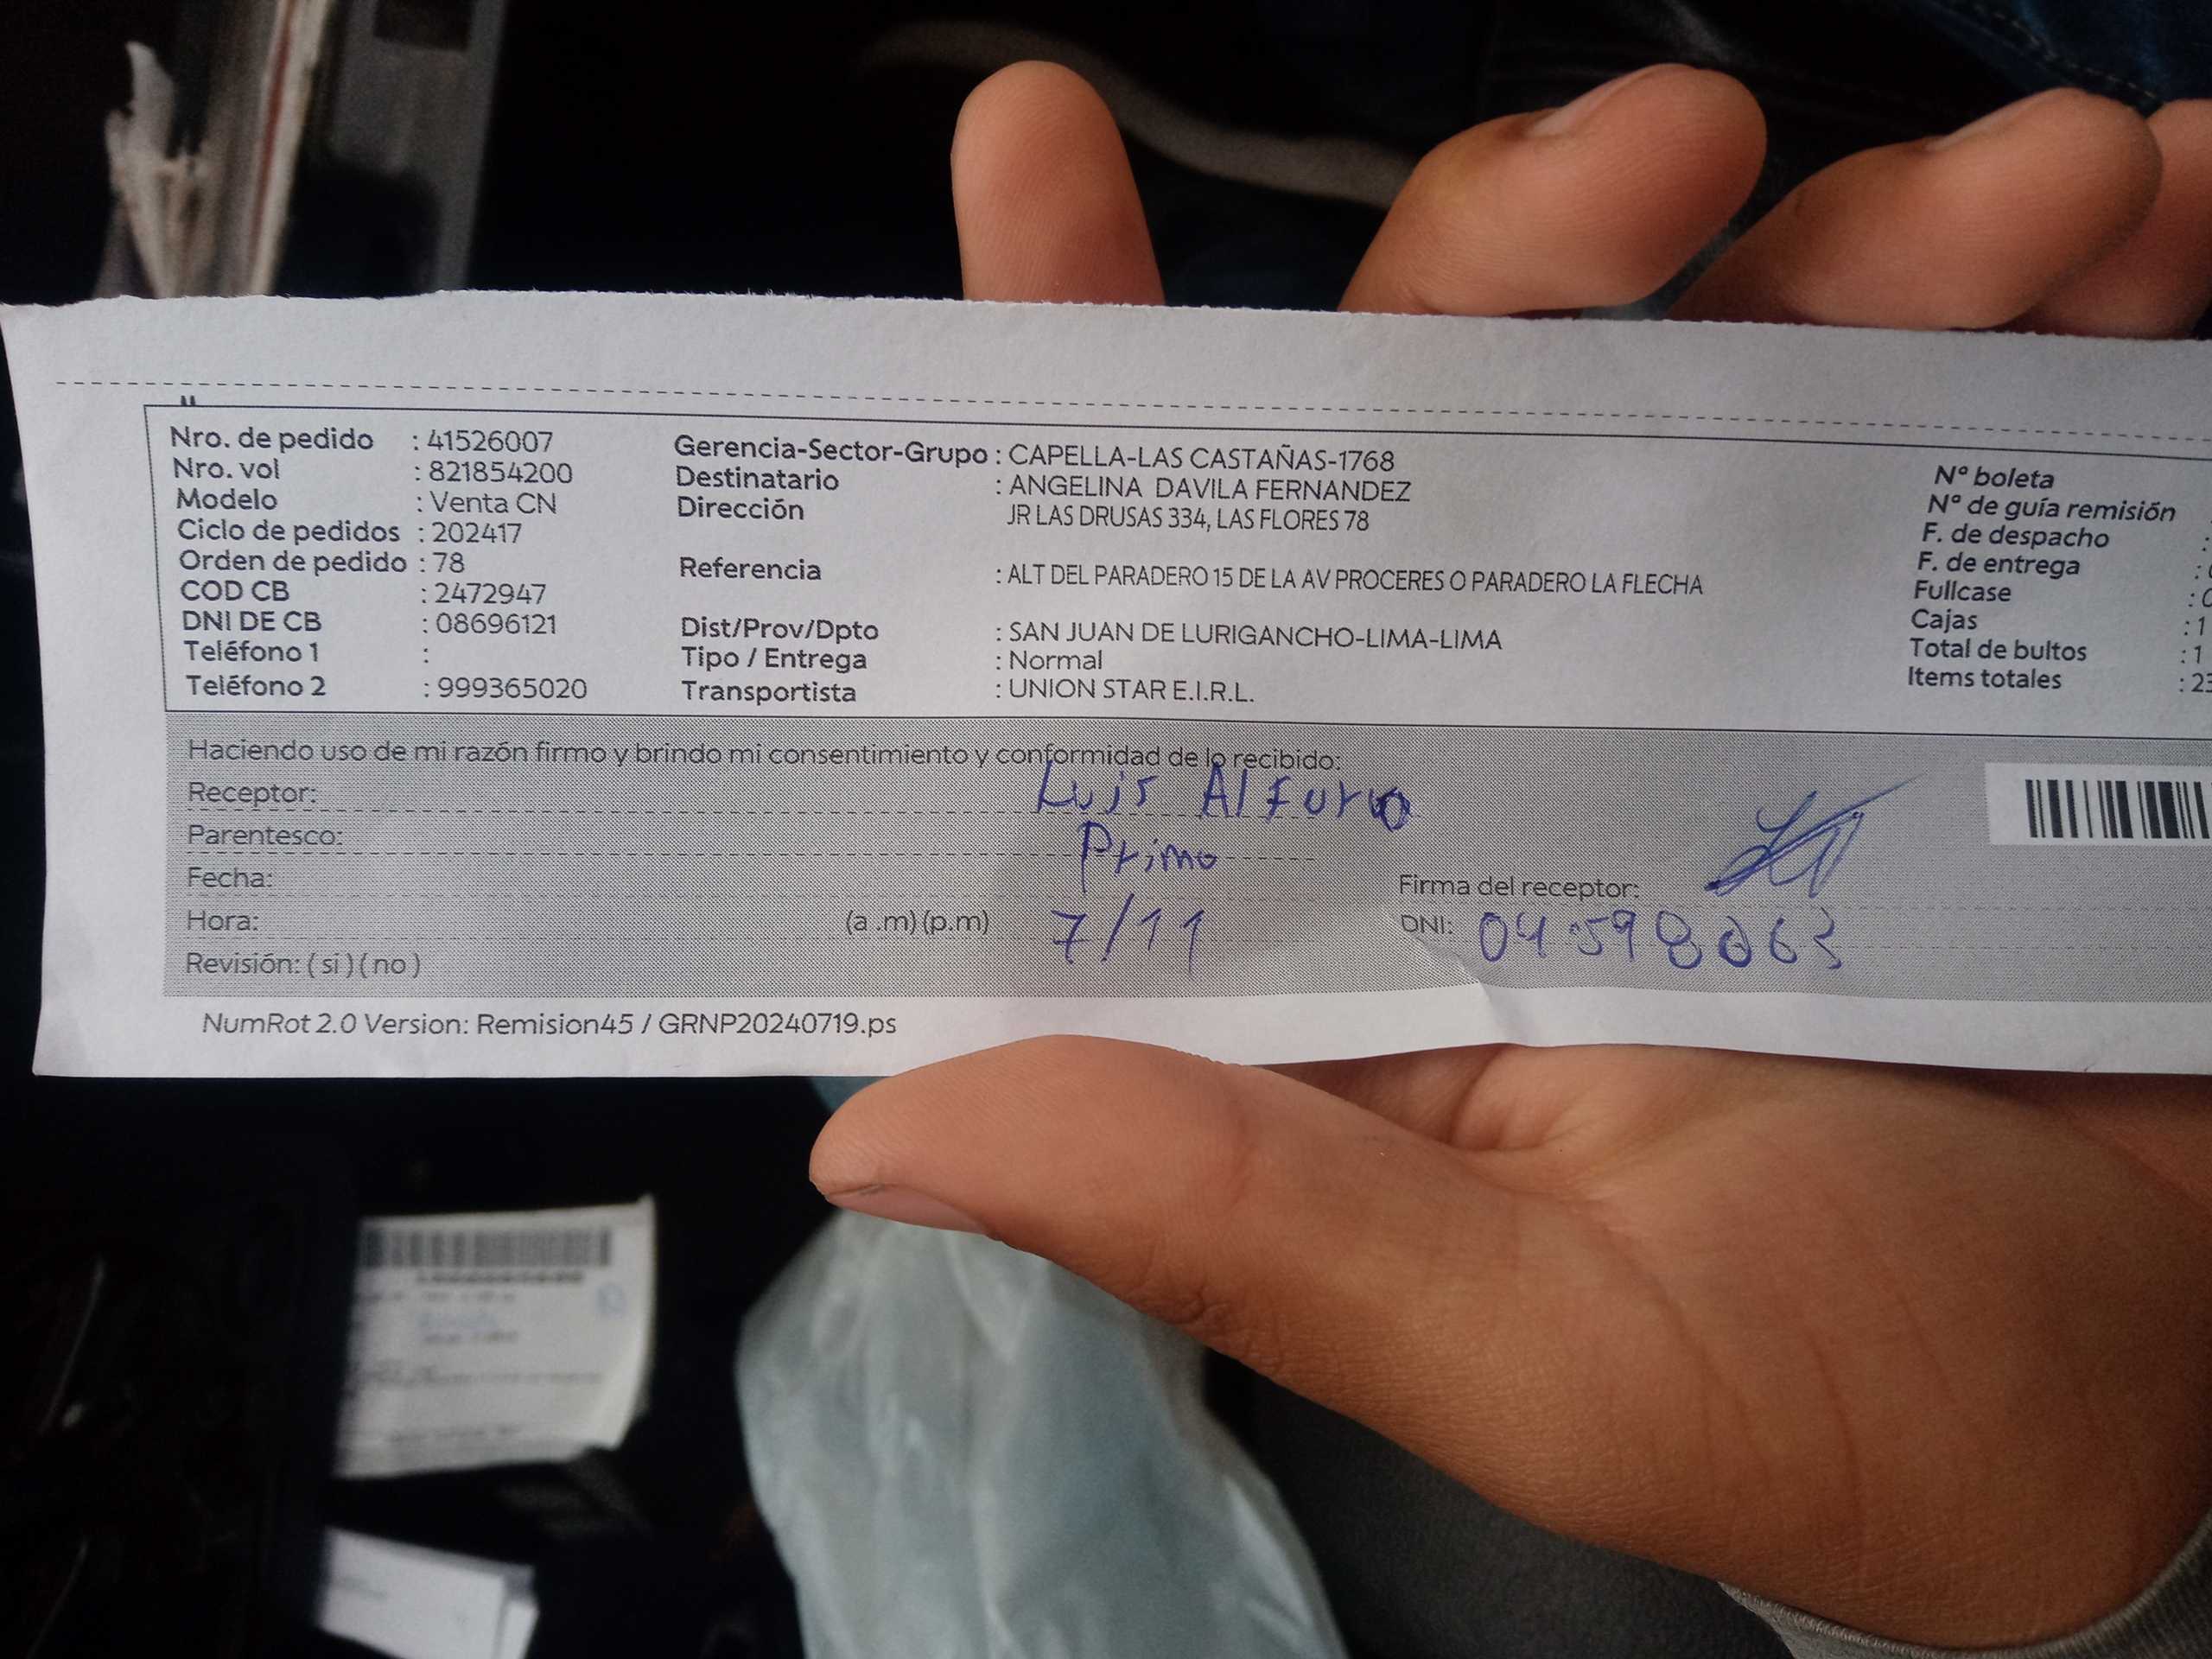 Nro. de pedido : 41526007
Nro. vol : 821854200
Modelo : Venta CN
Ciclo de pedidos : 202417
Orden de pedido : 78
COD CB : 2472947
DNI DE CB : 08696121
Teléfono 1 :
Teléfono 2 : 999365020
Gerencia-Sector-Grupo : CAPELLA-LAS CASTAÑAS-1768
Destinatario : ANGELINA DAVILA FERNANDEZ
Dirección JR LAS DRUSAS 334, LAS FLORES 78
Referencia : ALT DEL PARADERO 15 DE LA AV PROCERES O PARADERO LA FLECHA
Dist/Prov/Dpto : SAN JUAN DE LURIGANCHO-LIMA-LIMA
Tipo / Entrega : Normal
Transportista : UNION STAR E.I.R.L.
N° boleta
N° de guía remisión
F. de despacho :
F. de entrega :
Fullcase :
Cajas : 1
Total de bultos : 1
Items totales : 23
Haciendo uso de mi razón firmo y brindo mi consentimiento y conformidad de lo recibido:
Receptor: Luis Alfaro
Parentesco: Primo
Fecha:
Hora: (a .m) (p.m) 7/11
Revisión: ( si ) ( no )
Firma del receptor:
DNI: 04598063
NumRot 2.0 Version: Remision45 / GRNP20240719.ps